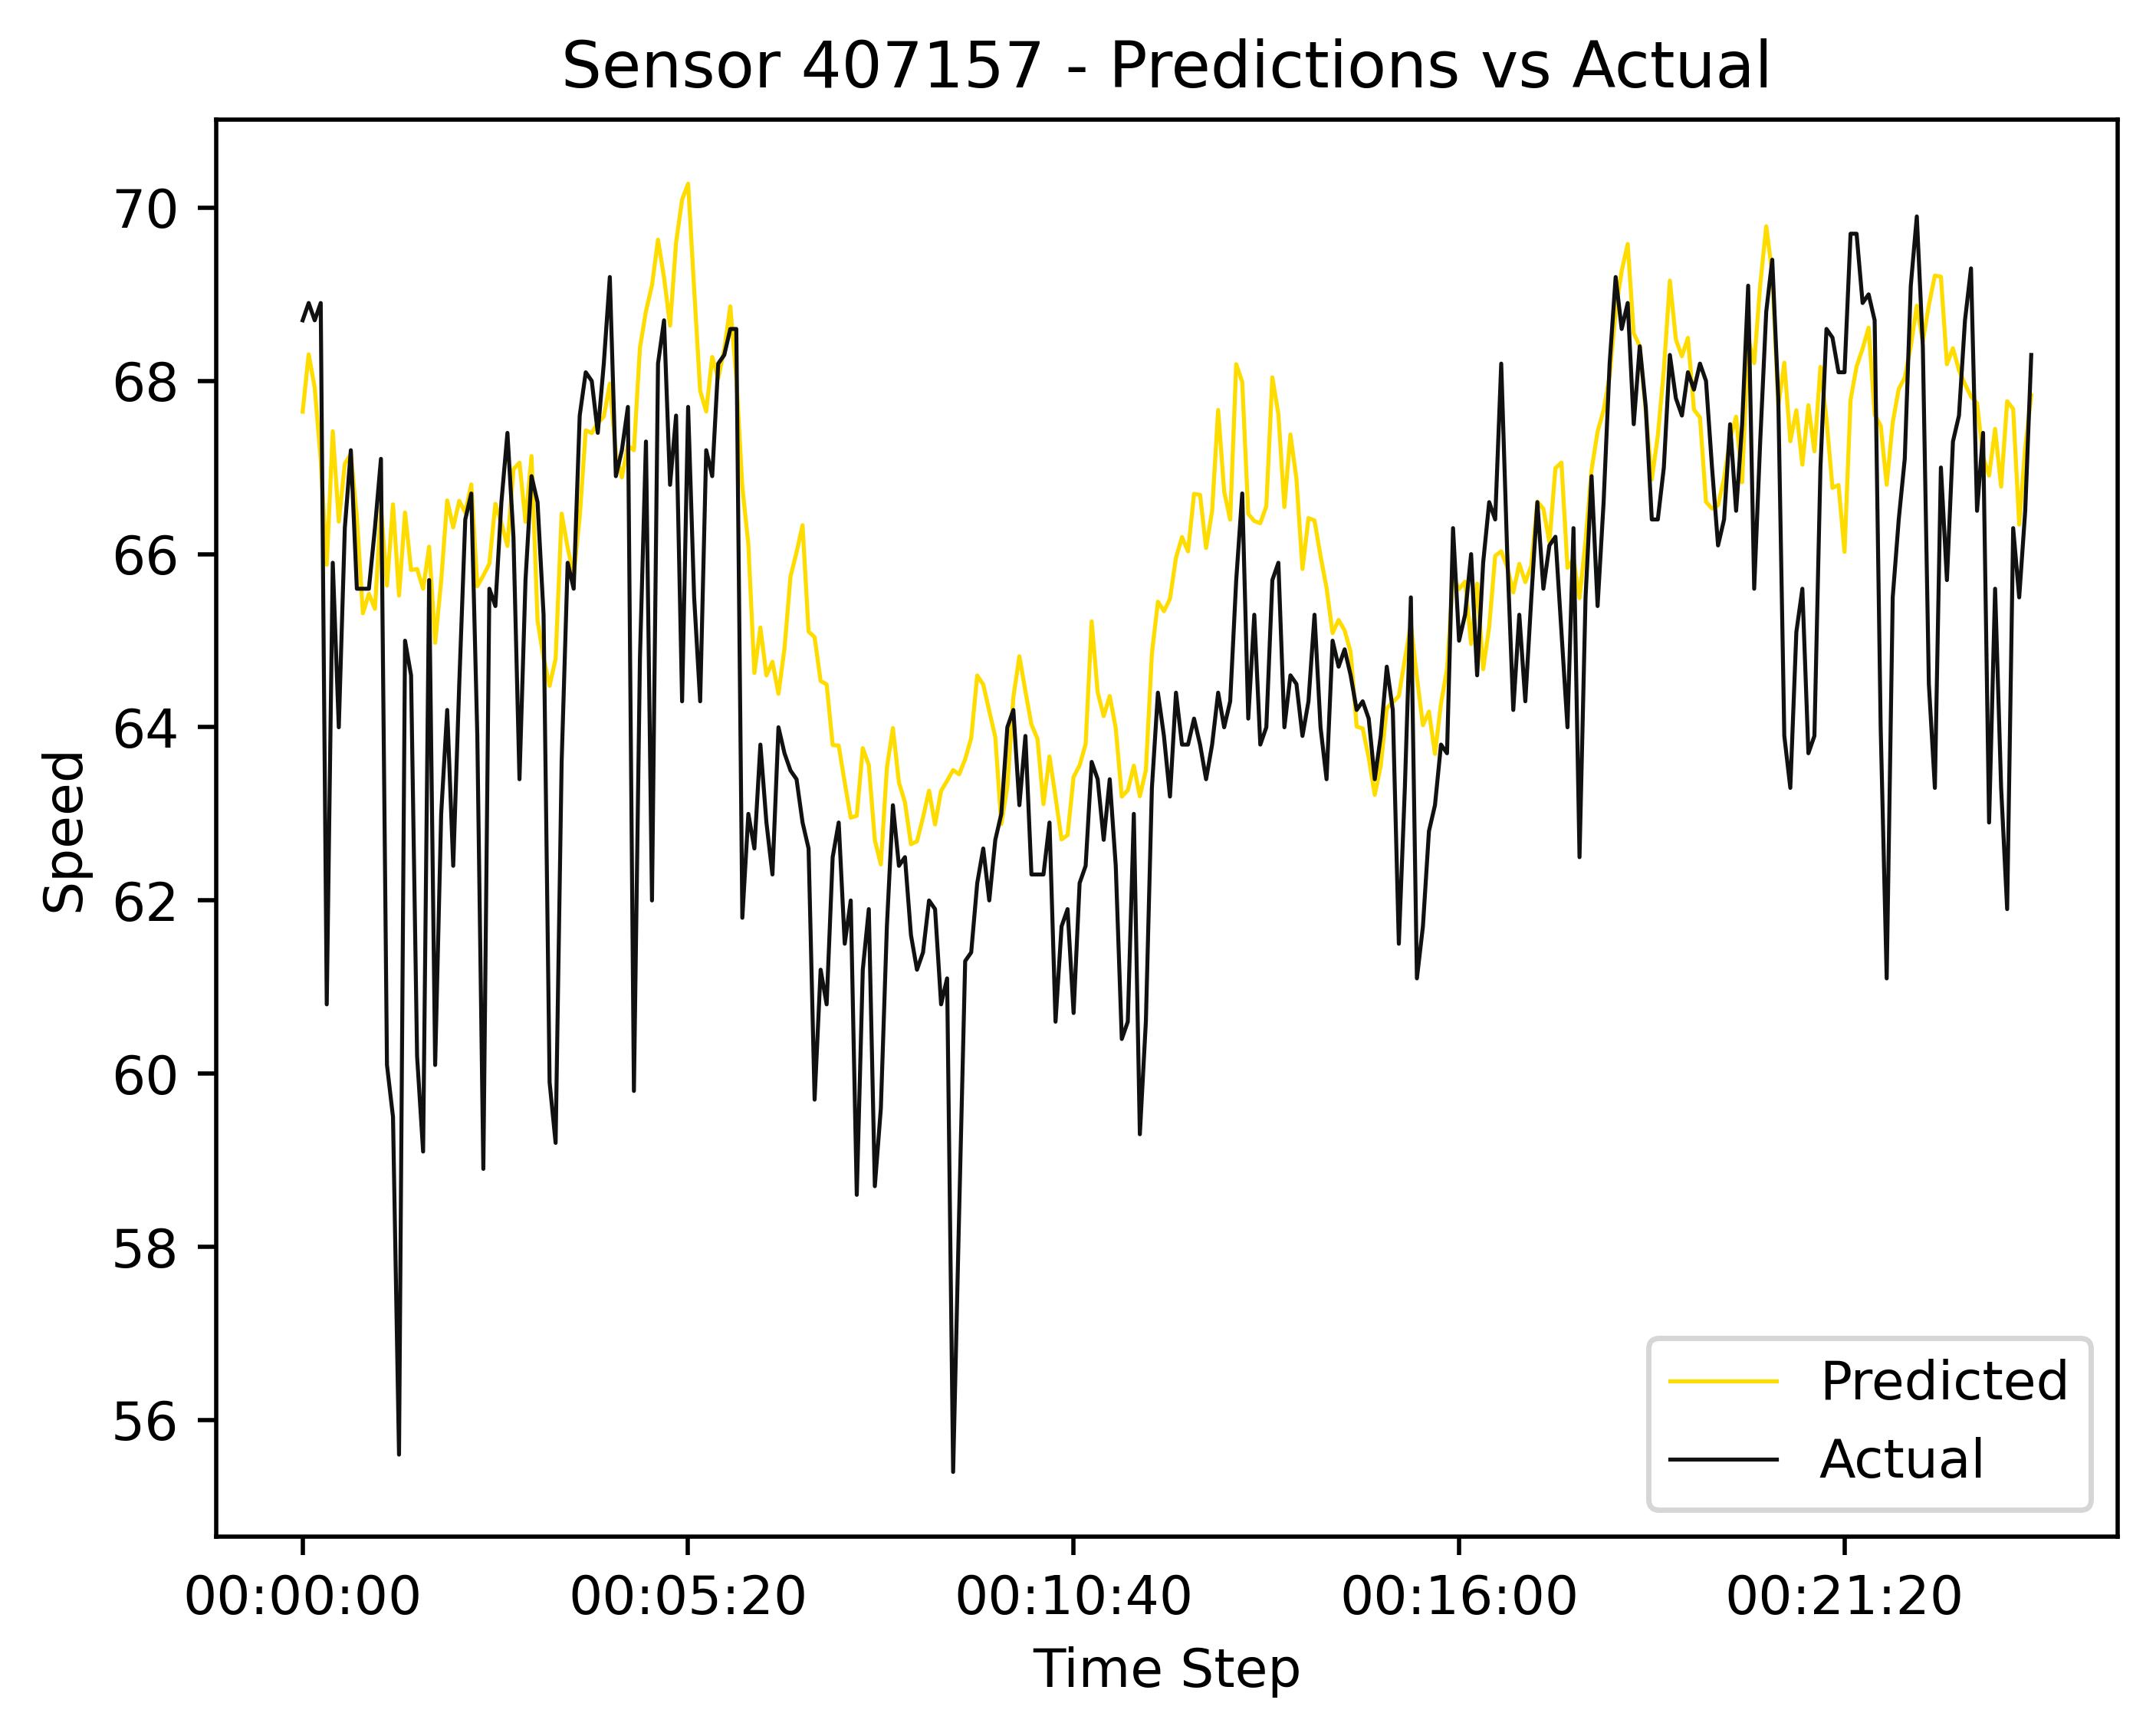 Sensor 407157 - Predictions vs Actual
70
68
66
64
62
60
58
56
Speed
00:00:00
00:05:20
00:10:40
00:16:00
00:21:20
Time Step
Predicted
Actual